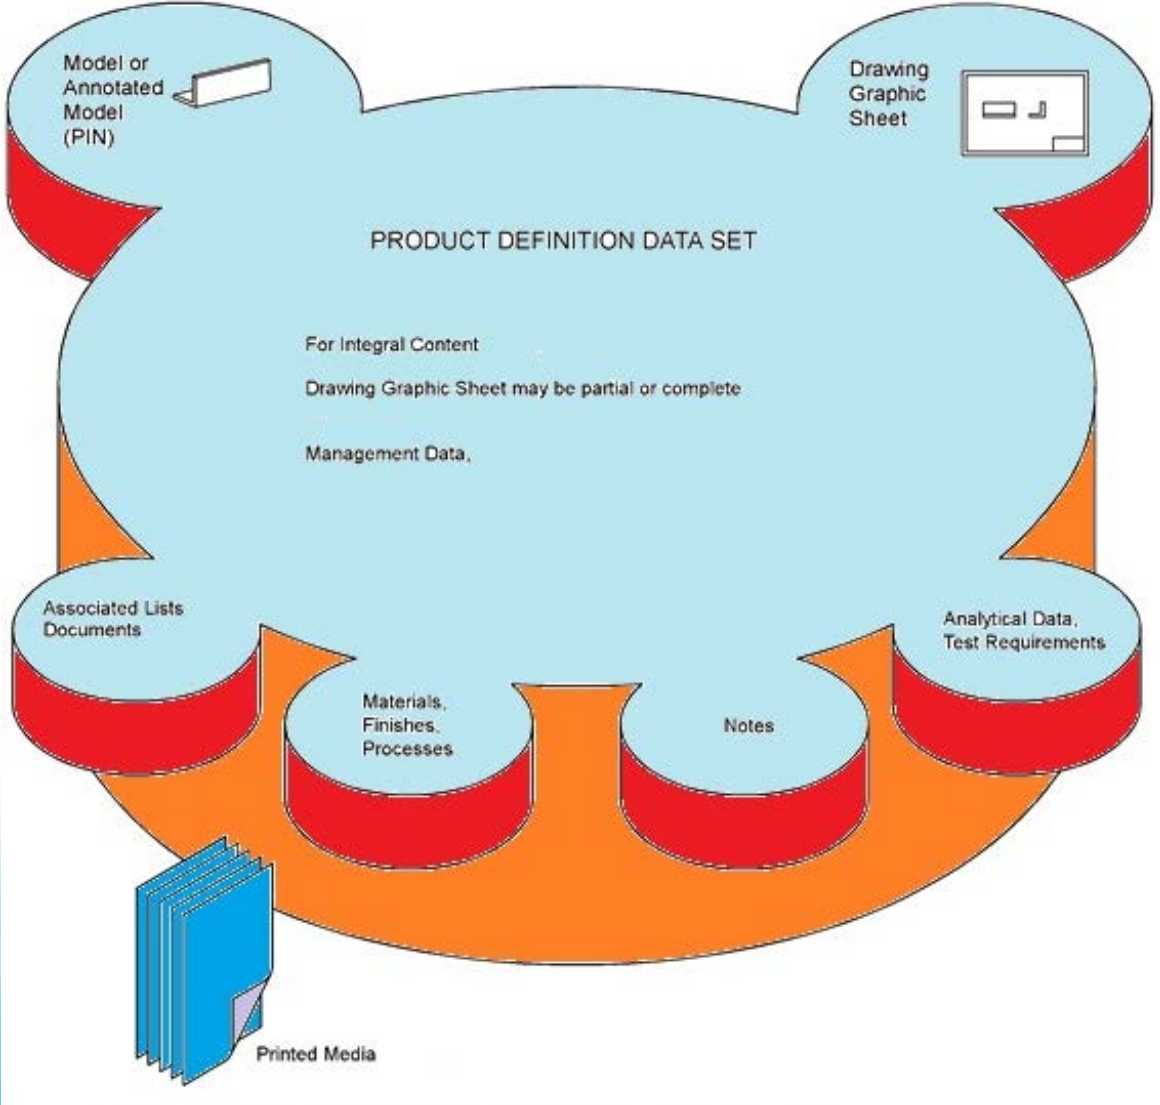 Model or
Annotated
Model
(PIN)
Drawing
Graphic
Sheet
PRODUCT DEFINITION DATA SET
For Integral Content
Drawing Graphic Sheet may be partial or complete
Management Data,
Associated Lists
Documents
Analytical Data,
Test Requirements
Materials,
Finishes,
Processes
Notes
Printed Media